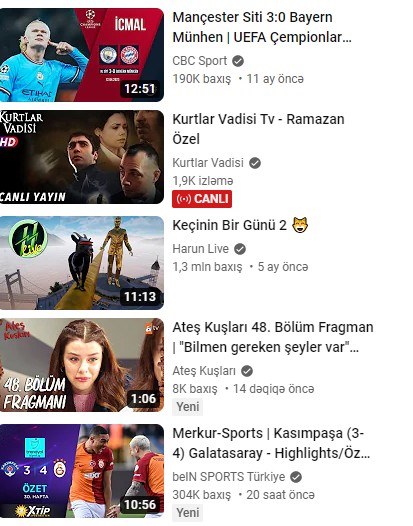 İCMAL
12:51
Mançester Siti 3:0 Bayern
Münhen | UEFA Çempionlar...
CBC Sport
190K baxış • 11 ay öncə
KURTLAR
VADİSİ
HD
CANLI YAYIN
Kurtlar Vadisi Tv - Ramazan
Özel
Kurtlar Vadisi
1,9K izləmə
CANLI
11:13
Keçinin Bir Günü 2
Harun Live
1,3 mln baxış • 5 ay öncə
atv
48. BÖLÜM
FRAGMANI
1:06
Ateş Kuşları 48. Bölüm Fragman
| "Bilmen gereken şeyler var"...
Ateş Kuşları
8K baxış • 14 dəqiqə öncə
Yeni
3 4
ÖZET
30. HAFTA
XTİP
10:56
Merkur-Sports | Kasımpaşa (3-
4) Galatasaray - Highlights/Öz...
beIN SPORTS Türkiye
304K baxış • 20 saat öncə
Yeni